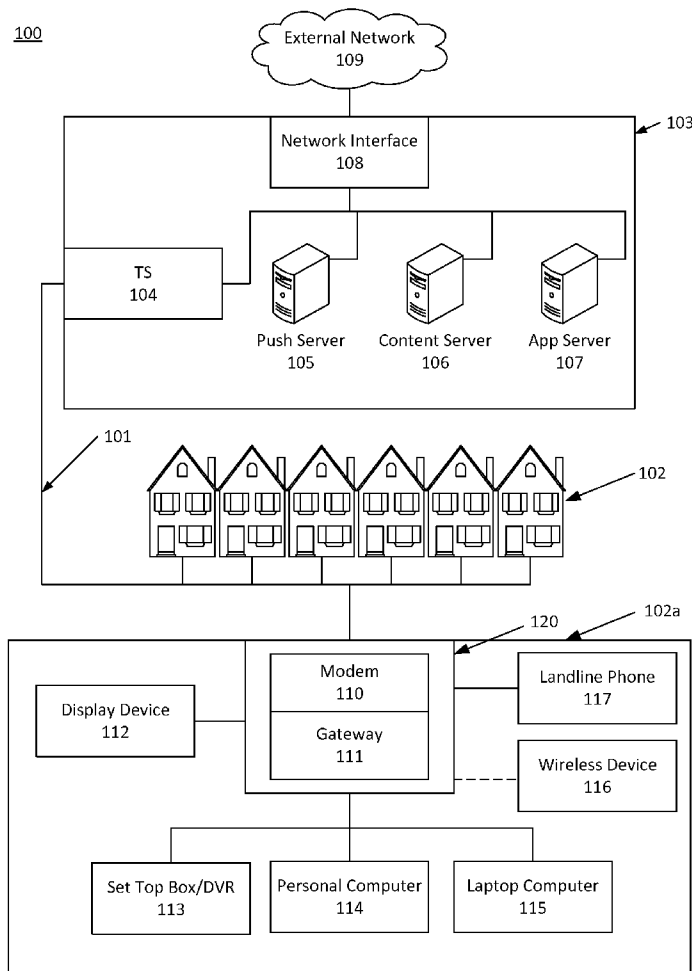 100
External Network
109
103
Network Interface
108
TS
104
Push Server
105
Content Server
106
App Server
107
101
102
120
102a
Modem
110
Landline Phone
117
Display Device
112
Gateway
111
Wireless Device
116
Set Top Box/DVR
113
Personal Computer
114
Laptop Computer
115